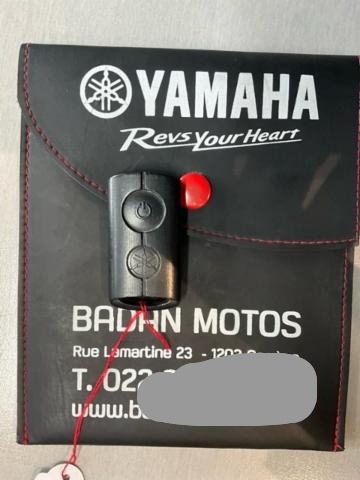 YAMAHA
Revs Your Heart
BADAN MOTOS
Rue Lamartine 23 - 1203
T. 022
www.b